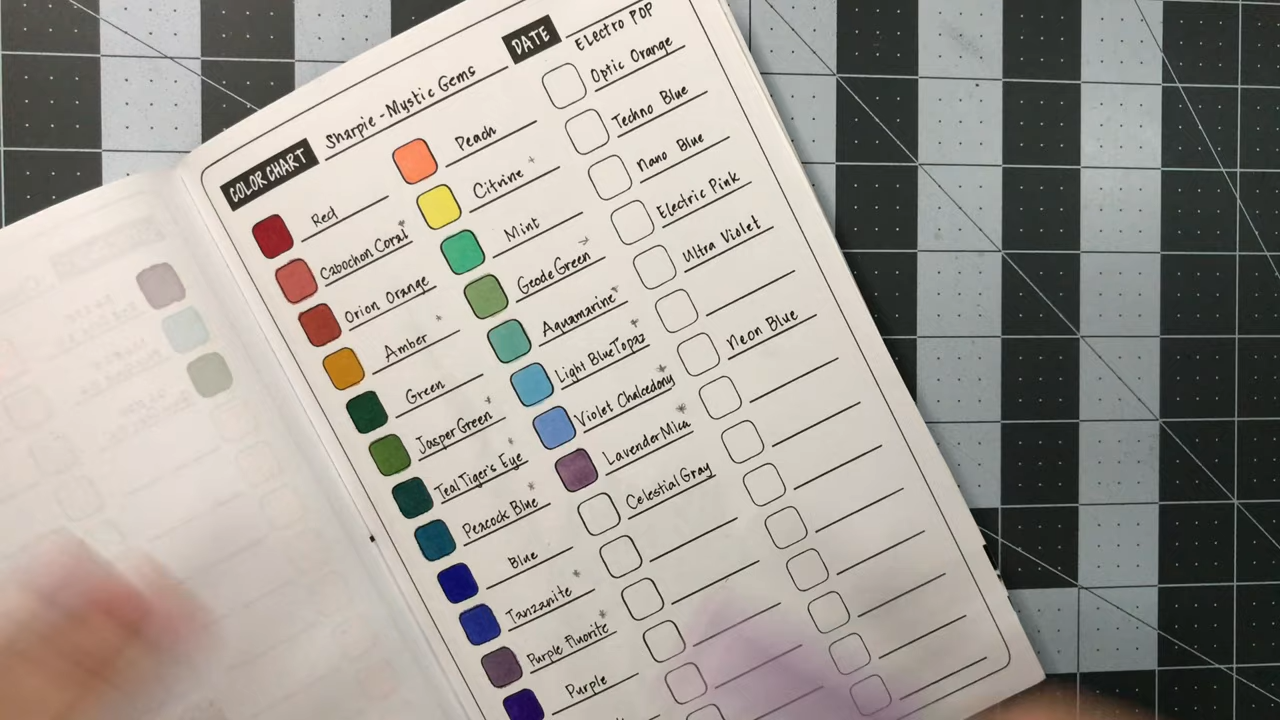 COLOR CHART Sharpie - Mystic Gems DATE
Red
Cabochon Coral*
Orion Orange
Amber *
Green
Jasper Green *
Teal Tiger's Eye *
Peacock Blue *
Blue
Tanzanite *
Purple Fluorite *
Purple
Peach
Citrine +
Mint
Geode Green
Aquamarine *
Light Blue Topaz *
Violet Chalcedony *
Lavender Mica *
Celestial Gray
ELectro POP
Optic Orange
Techno Blue
Nano Blue
Electric Pink
Ultra Violet
Neon Blue